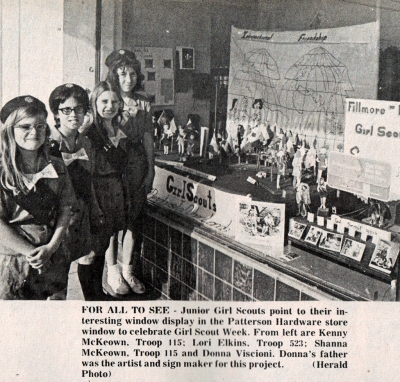 International Friendship
Fillmore
Girl Scou
Girl Scouts
FOR ALL TO SEE - Junior Girl Scouts point to their in-
teresting window display in the Patterson Hardware store
window to celebrate Girl Scout Week. From left are Kenny
McKeown, Troop 115; Lori Elkins, Troop 523; Shanna
McKeown, Troop 115 and Donna Viscioni. Donna's father
was the artist and sign maker for this project. (Herald
Photo)